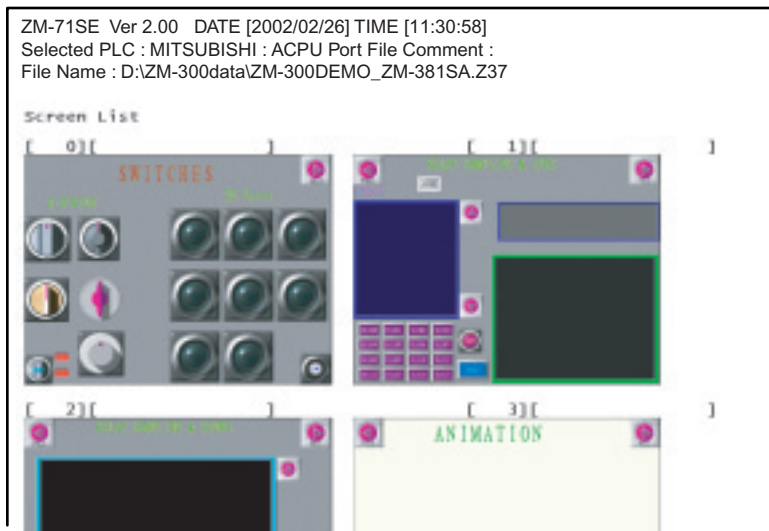 ZM-71SE Ver 2.00 DATE [2002/02/26] TIME [11:30:58]
Selected PLC : MITSUBISHI : ACPU Port File Comment :
File Name : D:\ZM-300data\ZM-300DEMO_ZM-381SA.Z37
Screen List
[ 0][ ] [ 1][ ]
SWITCHES
[ 2][ ] [ 3][ ]
ANIMATION